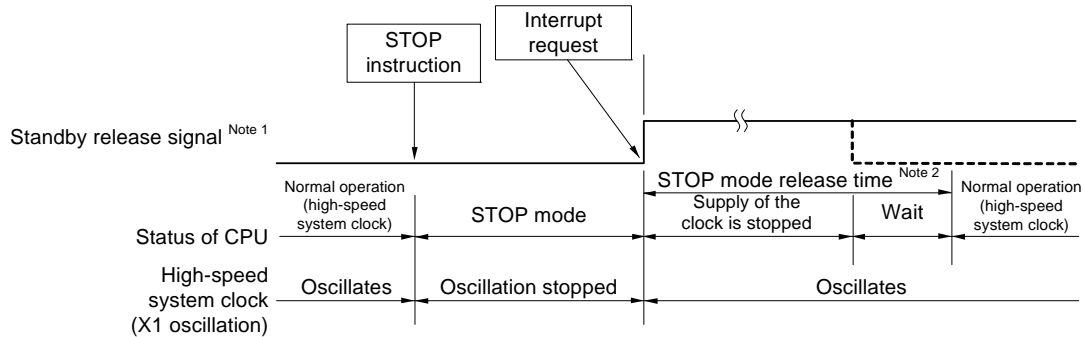 STOP
instruction
Interrupt
request
Standby release signal Note 1
STOP mode release time Note 2
Normal operation
(high-speed
system clock)
STOP mode
Supply of the
clock is stopped
Wait
Normal operation
(high-speed
system clock)
Status of CPU
High-speed
system clock
(X1 oscillation)
Oscillates
Oscillation stopped
Oscillates